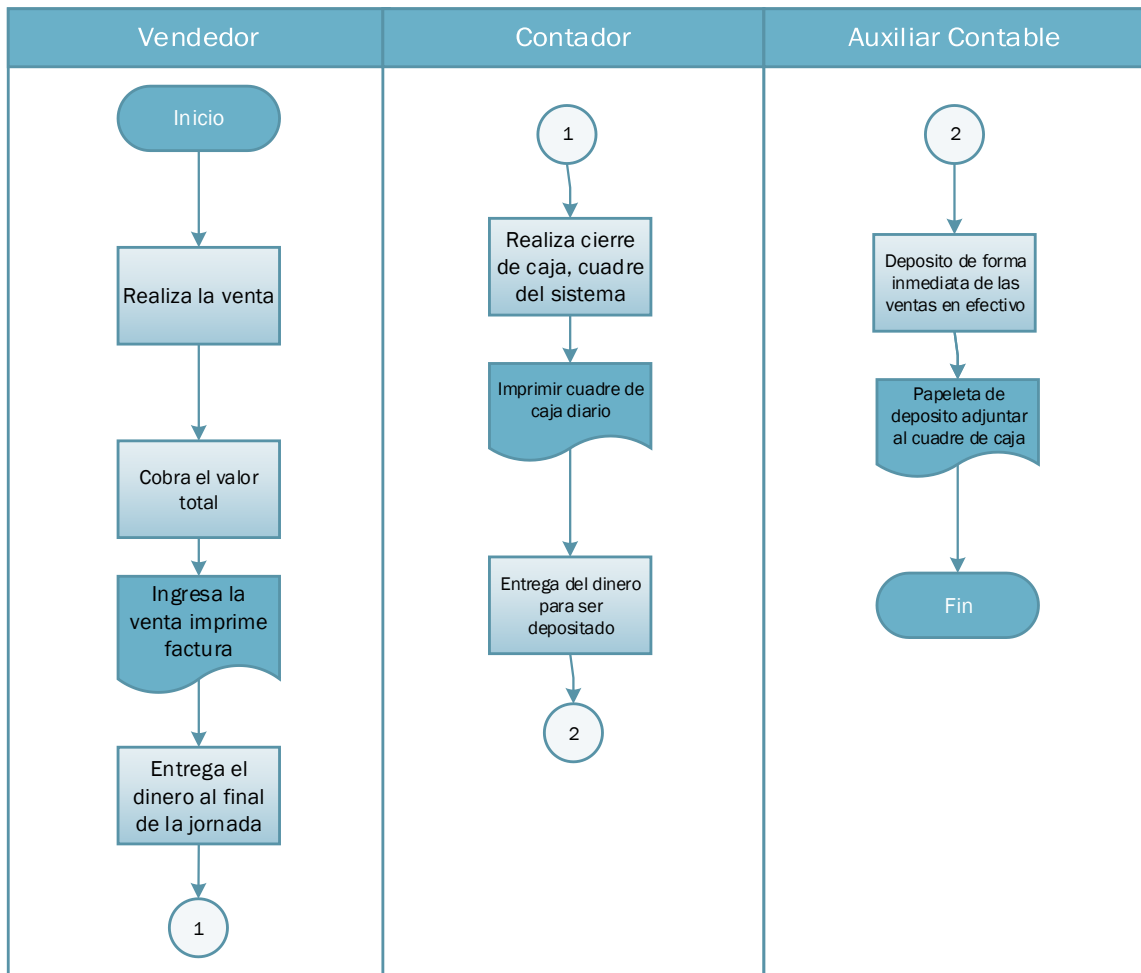 Vendedor
Contador
Auxiliar Contable
Inicio
Realiza la venta
Cobra el valor
total
Ingresa la
venta imprime
factura
Entrega el
dinero al final
de la jornada
1
1
Realiza cierre
de caja, cuadre
del sistema
Imprimir cuadre de
caja diario
Entrega del dinero
para ser
depositado
2
2
Deposito de forma
inmediata de las
ventas en efectivo
Papeleta de
deposito adjuntar
al cuadre de caja
Fin